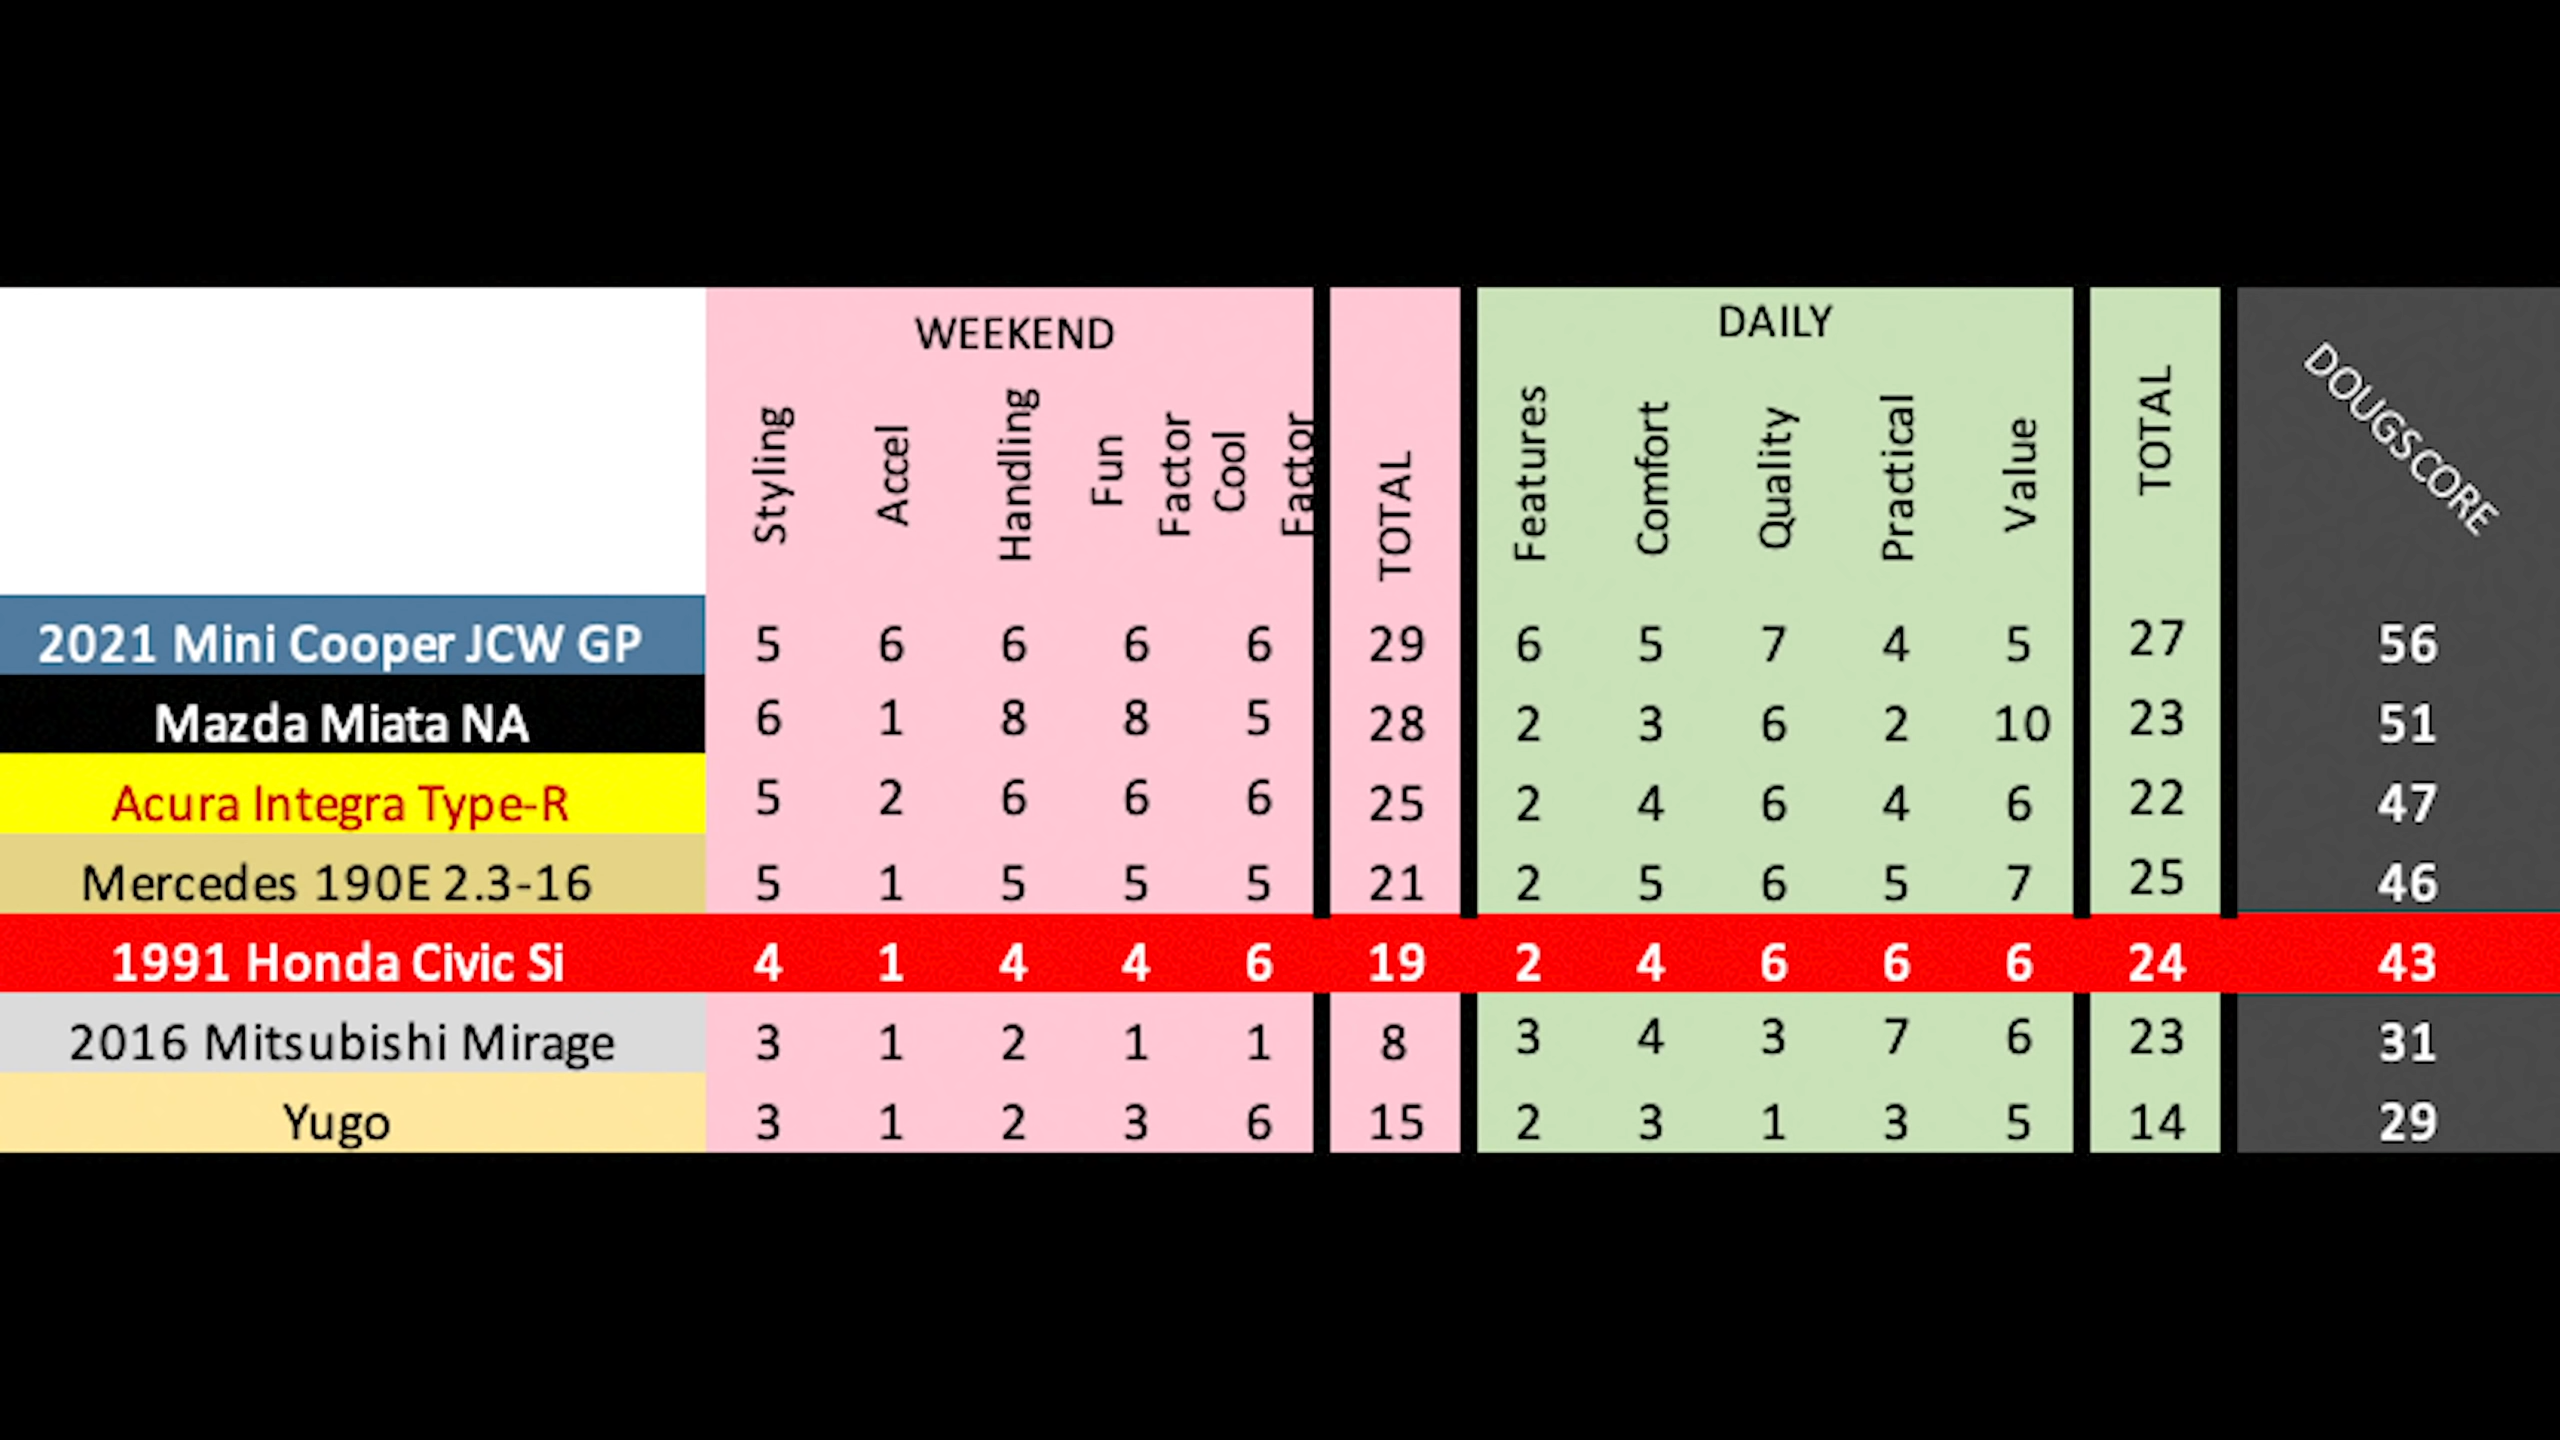 WEEKEND DAILY
Styling Accel Handling Fun Factor Cool Factor TOTAL Features Comfort Quality Practical Value TOTAL DOUGSCORE
2021 Mini Cooper JCW GP 5 6 6 6 6 29 6 5 7 4 5 27 56
Mazda Miata NA 6 1 8 8 5 28 2 3 6 2 10 23 51
Acura Integra Type-R 5 2 6 6 6 25 2 4 6 4 6 22 47
Mercedes 190E 2.3-16 5 1 5 5 5 21 2 5 6 5 7 25 46
1991 Honda Civic Si 4 1 4 4 6 19 2 4 6 6 6 24 43
2016 Mitsubishi Mirage 3 1 2 1 1 8 3 4 3 7 6 23 31
Yugo 3 1 2 3 6 15 2 3 1 3 5 14 29